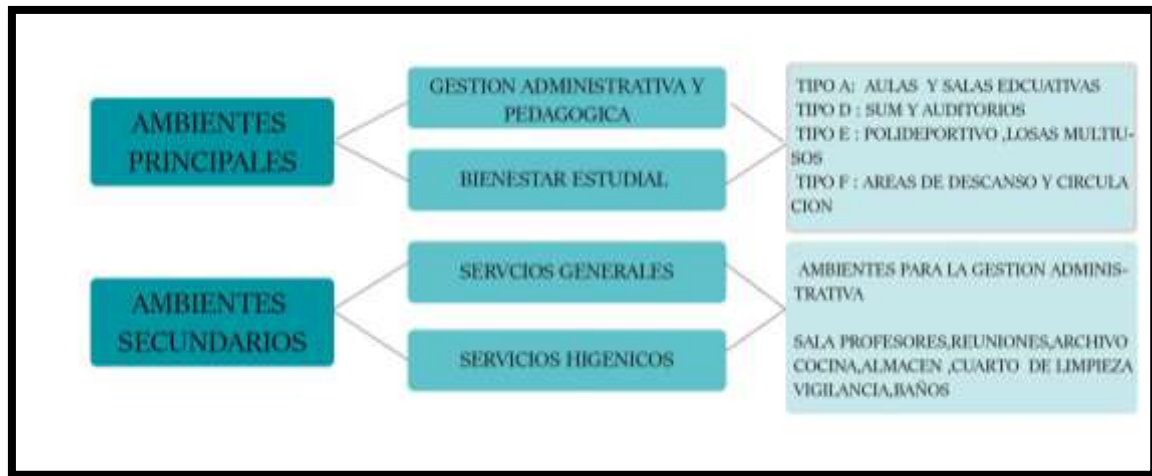 AMBIENTES
PRINCIPALES
GESTION ADMINISTRATIVA Y
PEDAGOGICA
BIENESTAR ESTUDIAL
TIPO A: AULAS Y SALAS EDCUATIVAS
TIPO D : SUM Y AUDITORIOS
TIPO E : POLIDEPORTIVO ,LOSAS MULTIU-
SOS
TIPO F : AREAS DE DESCANSO Y CIRCULA
CION
AMBIENTES
SECUNDARIOS
SERVCIOS GENERALES
SERVICIOS HIGENICOS
AMBIENTES PARA LA GESTION ADMINIS-
TRATIVA
SALA PROFESORES,REUNIONES,ARCHIVO
COCINA,ALMACEN ,CUARTO DE LIMPIEZA
VIGILANCIA,BAÑOS